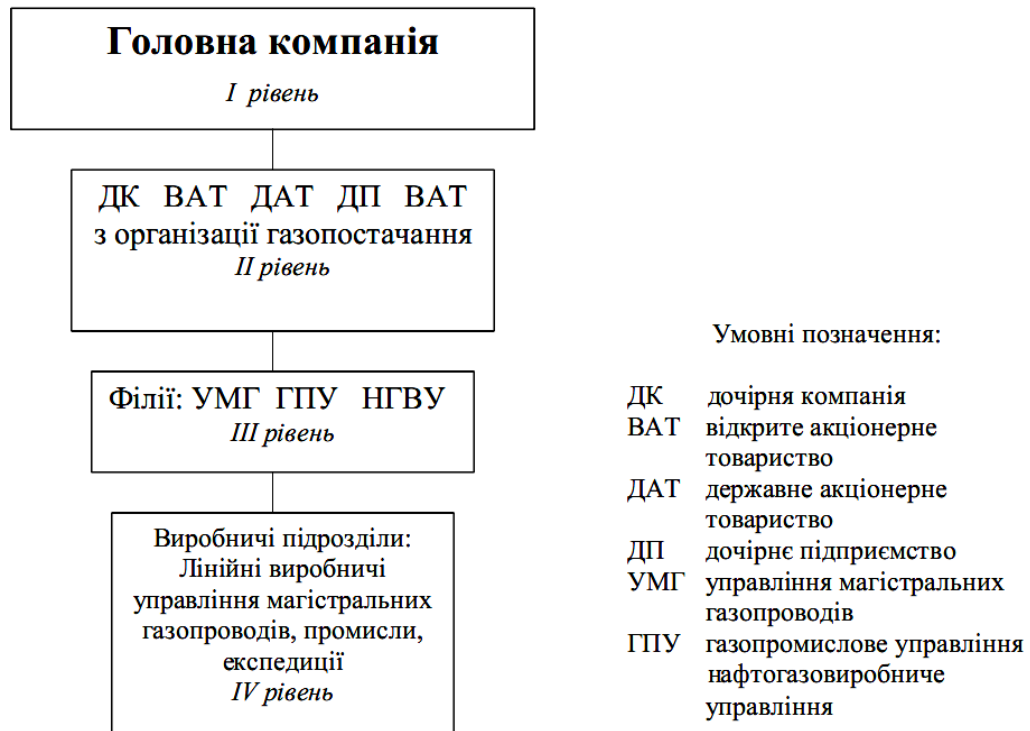 Головна компанія
I рівень
ДК ВАТ ДАТ ДП ВАТ
з організації газопостачання
II рівень
Філії: УМГ ГПУ НГВУ
III рівень
Виробничі підрозділи:
Лінійні виробничі
управління магістральних
газопроводів, промисли,
експедиції
IV рівень
Умовні позначення:
ДК дочірня компанія
ВАТ відкрите акціонерне
товариство
ДАТ державне акціонерне
товариство
ДП дочірнє підприємство
УМГ управління магістральних
газопроводів
ГПУ газопромислове управління
нафтогазовиробниче
управління